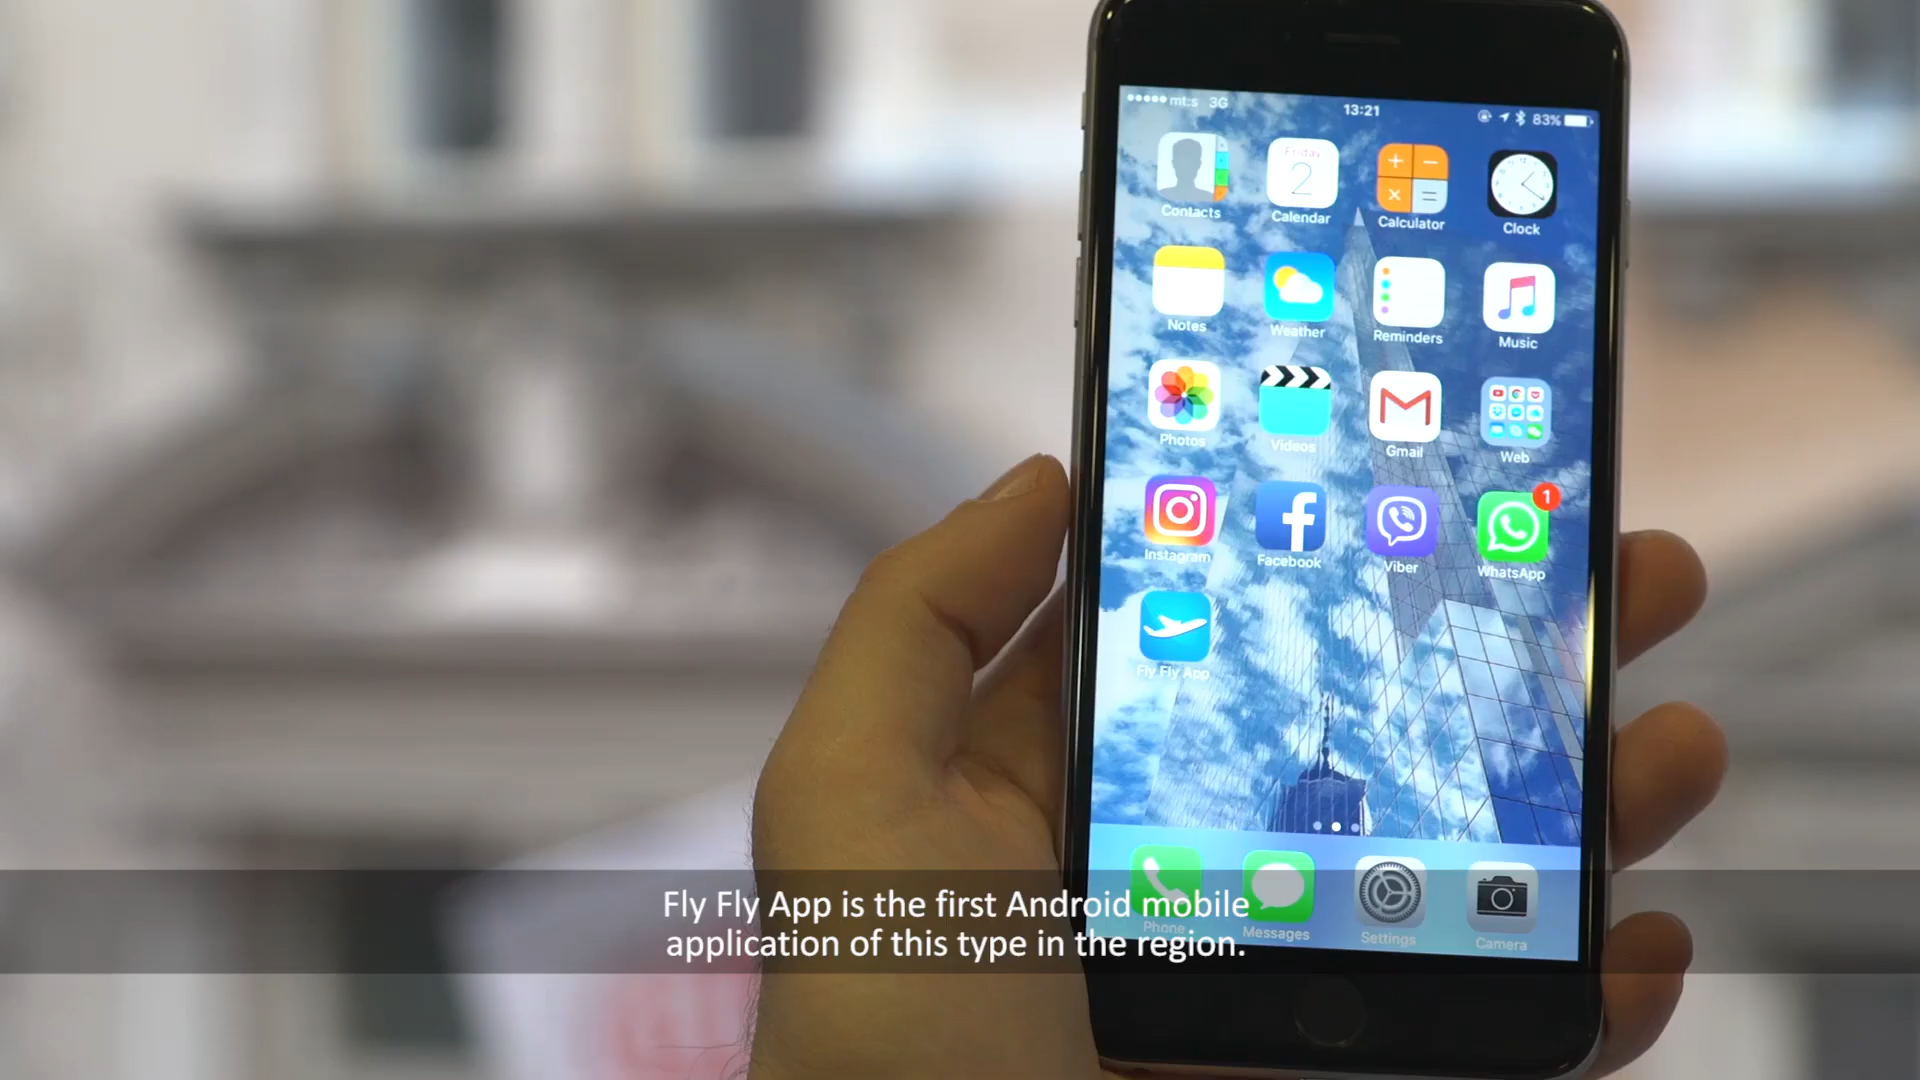 mt:s 3G 13:21 83%
Friday
2
Contacts Calendar Calculator Clock
Notes Weather Reminders Music
Photos Videos Gmail Web
1
Instagram Facebook Viber WhatsApp
Fly Fly App
Phone Messages Settings Camera
Fly Fly App is the first Android mobile
application of this type in the region.